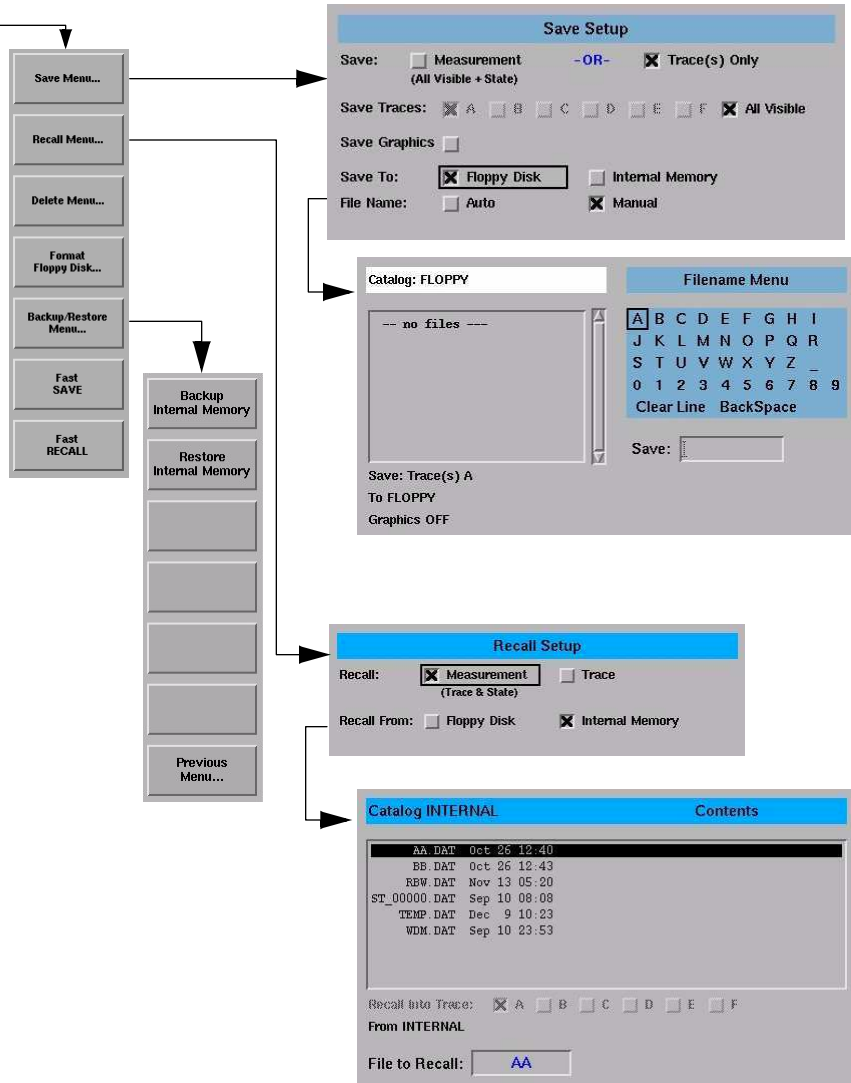 Save Menu...
Recall Menu...
Delete Menu...
Format
Floppy Disk...
Backup/Restore
Menu...
Fast
SAVE
Fast
RECALL
Backup
Internal Memory
Restore
Internal Memory
Previous
Menu...
Save Setup
Save: Measurement -OR- Trace(s) Only
(All Visible + State)
Save Traces: A B C D E F All Visible
Save Graphics
Save To: Floppy Disk Internal Memory
File Name: Auto Manual
Catalog: FLOPPY
-- no files ---
Save: Trace(s) A
To FLOPPY
Graphics OFF
Filename Menu
A B C D E F G H I
J K L M N O P Q R
S T U V W X Y Z _
0 1 2 3 4 5 6 7 8 9
Clear Line BackSpace
Save:
Recall Setup
Recall: Measurement Trace
(Trace & State)
Recall From: Floppy Disk Internal Memory
Catalog INTERNAL Contents
AA.DAT Oct 26 12:40
BB.DAT Oct 26 12:43
RBW.DAT Nov 13 05:20
ST_00000.DAT Sep 10 08:08
TEMP.DAT Dec 9 10:23
WDM.DAT Sep 10 23:53
Recall Into Trace: A B C D E F
From INTERNAL
File to Recall: AA